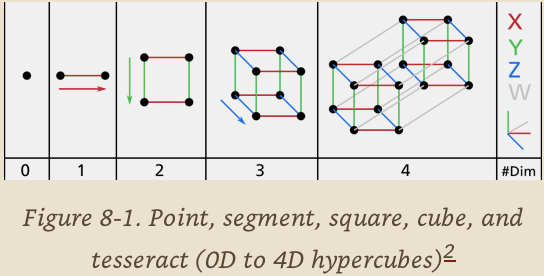 X
Y
Z
W
0 1 2 3 4 #Dim
Figure 8-1. Point, segment, square, cube, and
tesseract (0D to 4D hypercubes)2